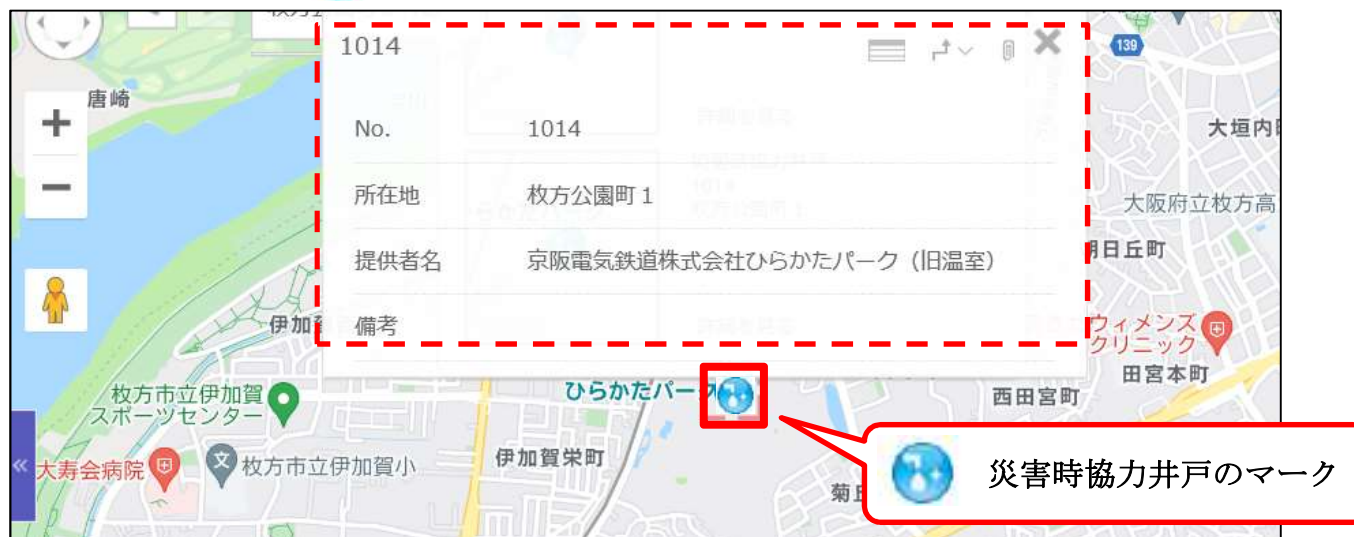 1014
139
唐崎
No. 1014
大垣内
所在地 枚方公園町1
大阪府立枚方高
提供者名 京阪電気鉄道株式会社ひらかたパーク(旧温室)
日丘町
伊加
備考
ウィメンズ
クリニック
田宮本町
枚方市立伊加賀
スポーツセンター
ひらかたパーク
西田宮町
大寿会病院
文
枚方市立伊加賀小
伊加賀栄町
菊
災害時協力井戸のマーク